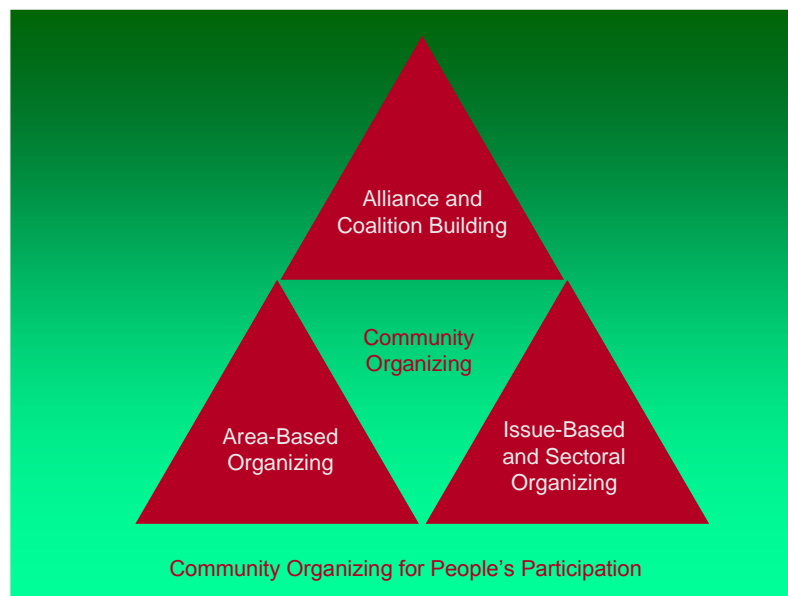 Alliance and
Coalition Building
Community
Organizing
Area-Based
Organizing
Issue-Based
and Sectoral
Organizing
Community Organizing for People’s Participation